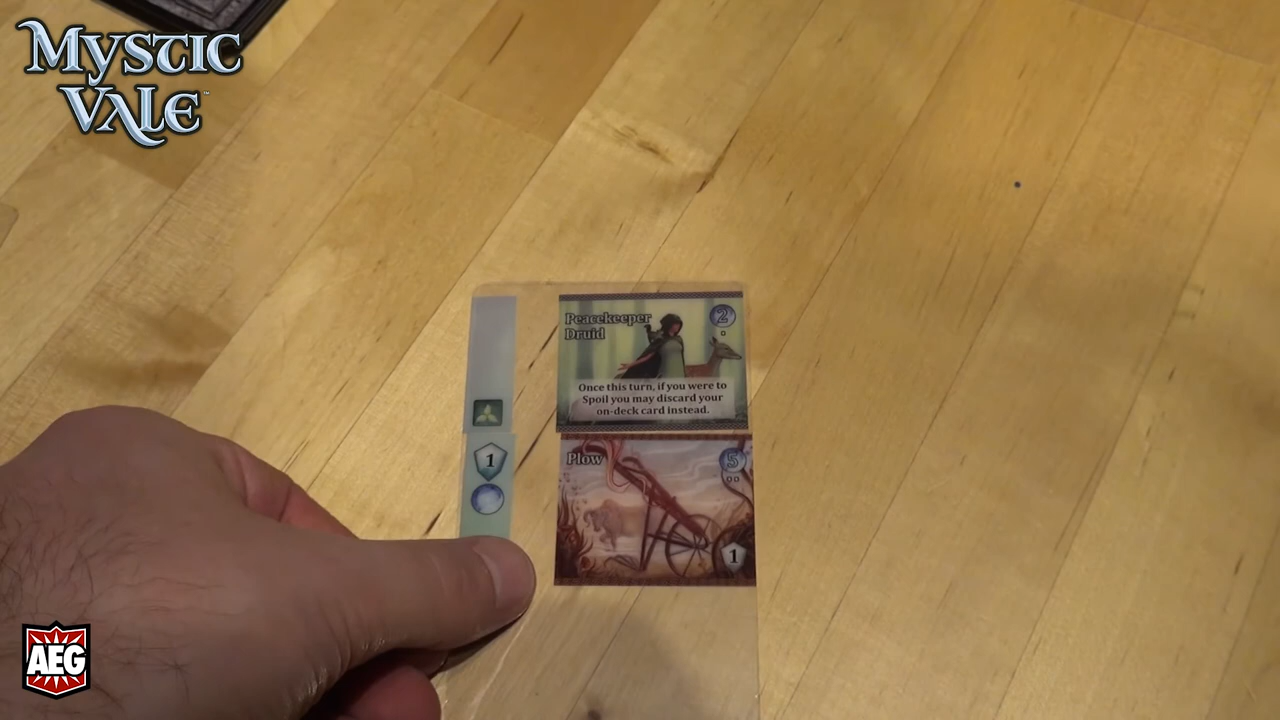 MYSTIC
VALE™
Peacekeeper
Druid
2
Once this turn, if you were to
Spoil you may discard your
on-deck card instead.
1
Plow
5
1
AEG